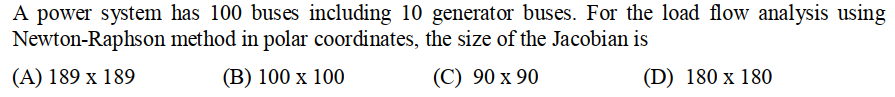 A power system has 100 buses including 10 generator buses. For the load flow analysis using
Newton-Raphson method in polar coordinates, the size of the Jacobian is
(A) 189 x 189 (B) 100 x 100 (C) 90 x 90 (D) 180 x 180